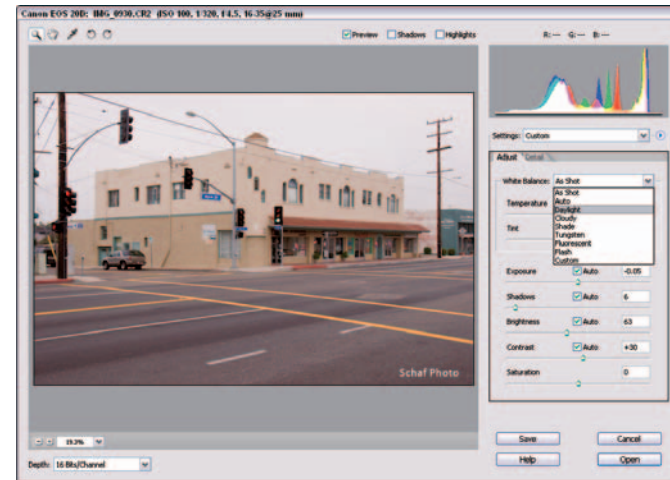 Canon EOS 20D: IMG_0930.CR2 (ISO 100, 1/320, f/4.5, 16-35@25 mm)
Preview Shadows Highlights R: --- G: --- B: ---
Settings: Custom
Adjust Detail
White Balance: As Shot
As Shot
Auto
Daylight
Cloudy
Shade
Tungsten
Fluorescent
Flash
Custom
Temperature
Tint
Exposure Auto -0.05
Shadows Auto 6
Brightness Auto 63
Contrast Auto +30
Saturation 0
Schaf Photo
Save Cancel
Help Open
Depth: 16 Bits/Channel